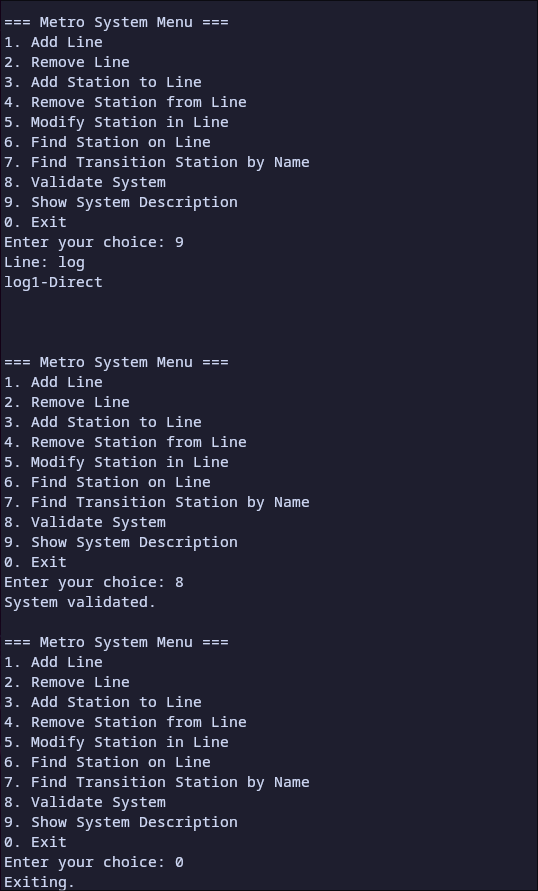 === Metro System Menu ===
1. Add Line
2. Remove Line
3. Add Station to Line
4. Remove Station from Line
5. Modify Station in Line
6. Find Station on Line
7. Find Transition Station by Name
8. Validate System
9. Show System Description
0. Exit
Enter your choice: 9
Line: log
log1-Direct
=== Metro System Menu ===
1. Add Line
2. Remove Line
3. Add Station to Line
4. Remove Station from Line
5. Modify Station in Line
6. Find Station on Line
7. Find Transition Station by Name
8. Validate System
9. Show System Description
0. Exit
Enter your choice: 8
System validated.
=== Metro System Menu ===
1. Add Line
2. Remove Line
3. Add Station to Line
4. Remove Station from Line
5. Modify Station in Line
6. Find Station on Line
7. Find Transition Station by Name
8. Validate System
9. Show System Description
0. Exit
Enter your choice: 0
Exiting.